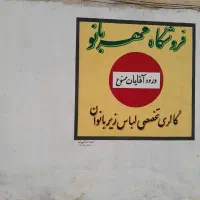 فروشگاه مهربانو
ورود آقایان ممنوع
گالری تخصصی لباس زیر بانوان